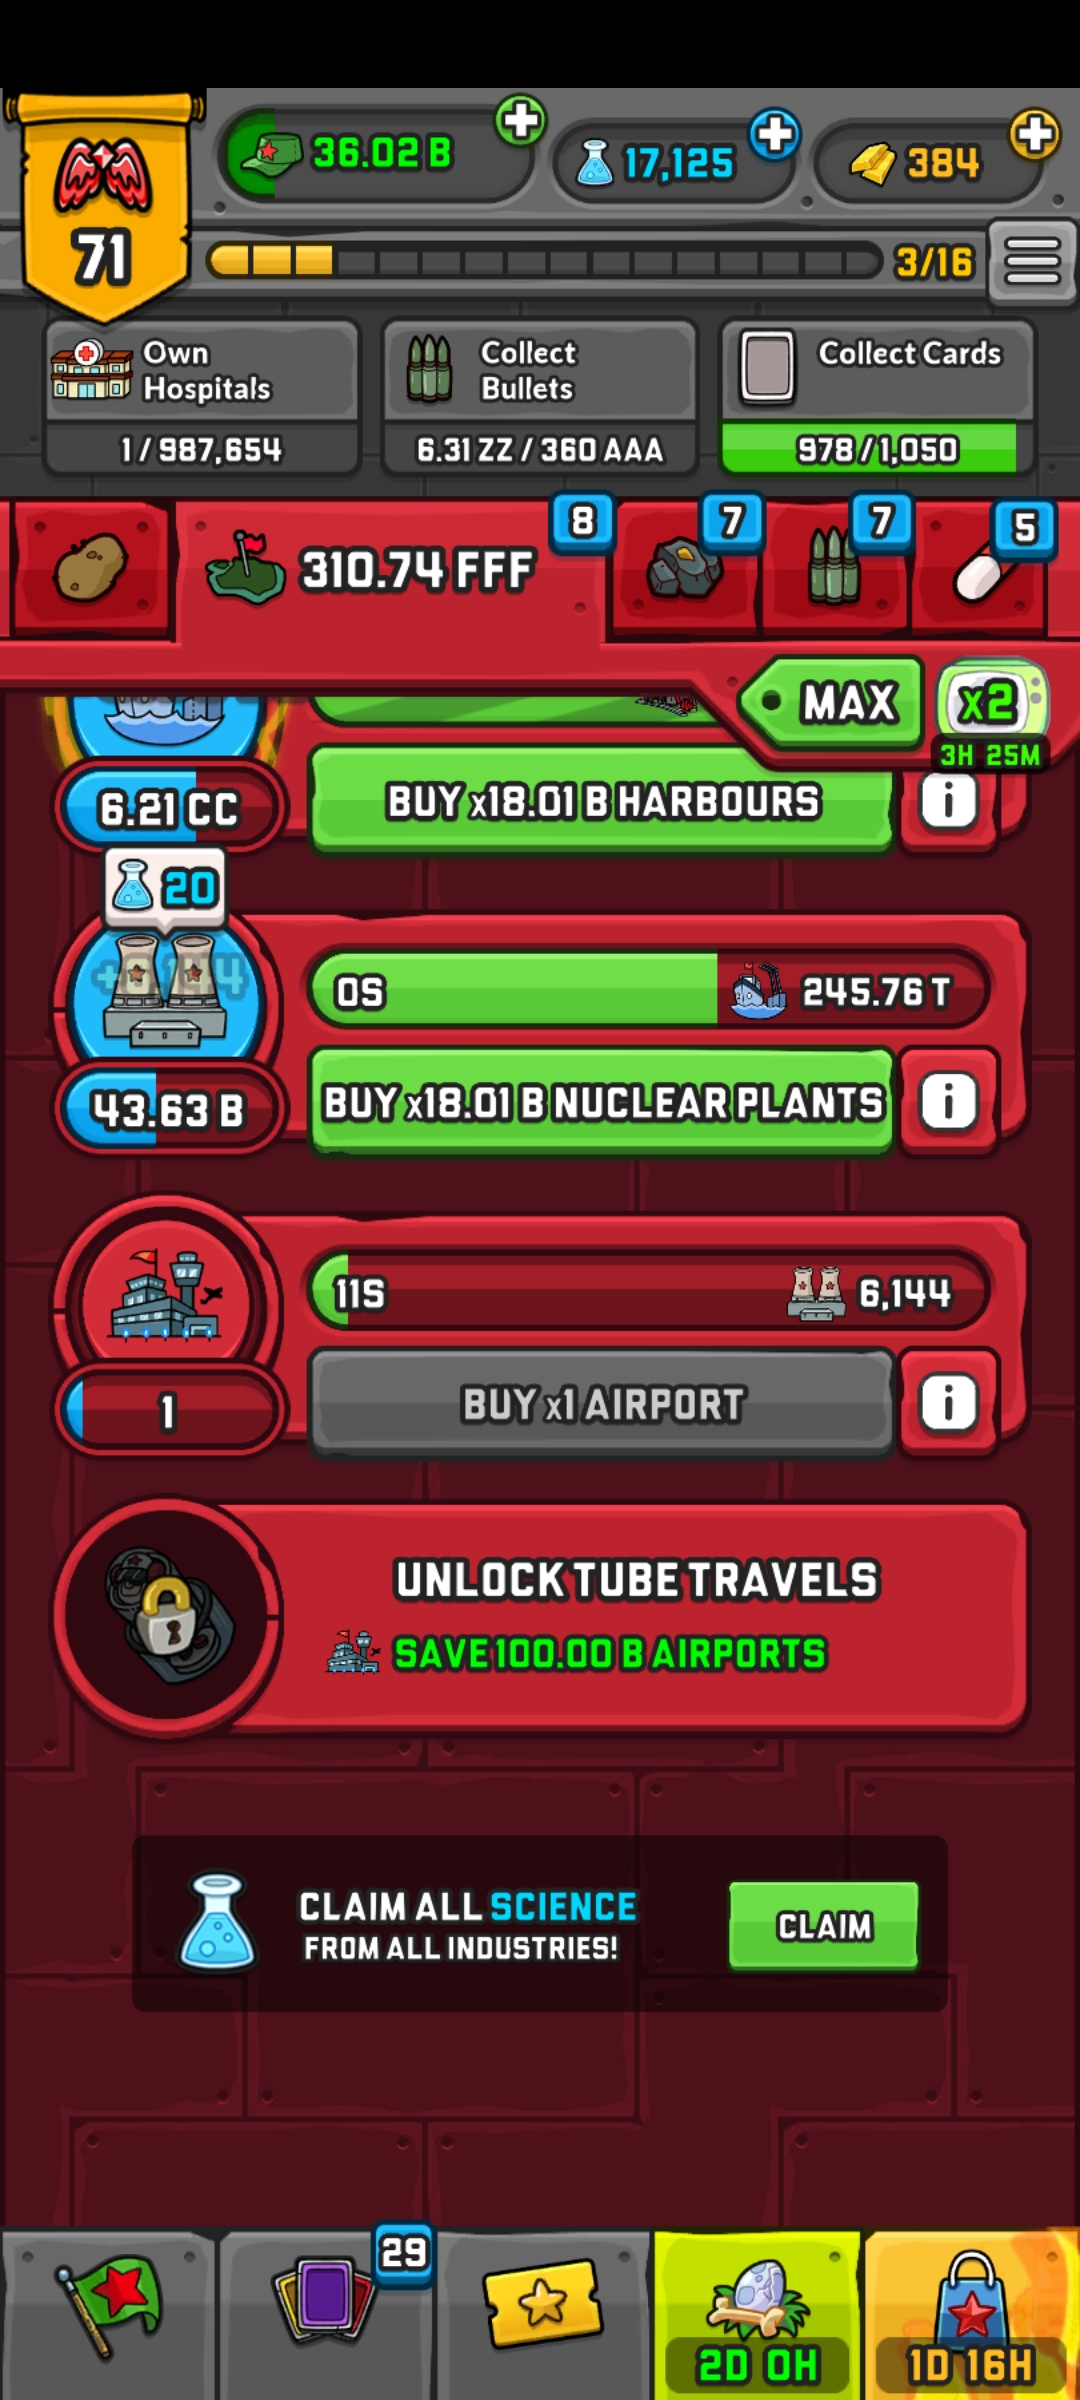 36.02 B
17,125
384
71
3/16
Own
Hospitals
Collect
Bullets
Collect Cards
1 / 987,654
6.31 ZZ / 360 AAA
978 / 1,050
310.74 FFF
8
7
7
5
MAX
x2
3H 25M
6.21 CC
BUY x18.01 B HARBOURS
i
20
0S
245.76 T
43.63 B
BUY x18.01 B NUCLEAR PLANTS
i
11S
6,144
1
BUY x1 AIRPORT
i
UNLOCK TUBE TRAVELS
SAVE 100.00 B AIRPORTS
CLAIM ALL SCIENCE
FROM ALL INDUSTRIES!
CLAIM
29
2D 0H
1D 16H